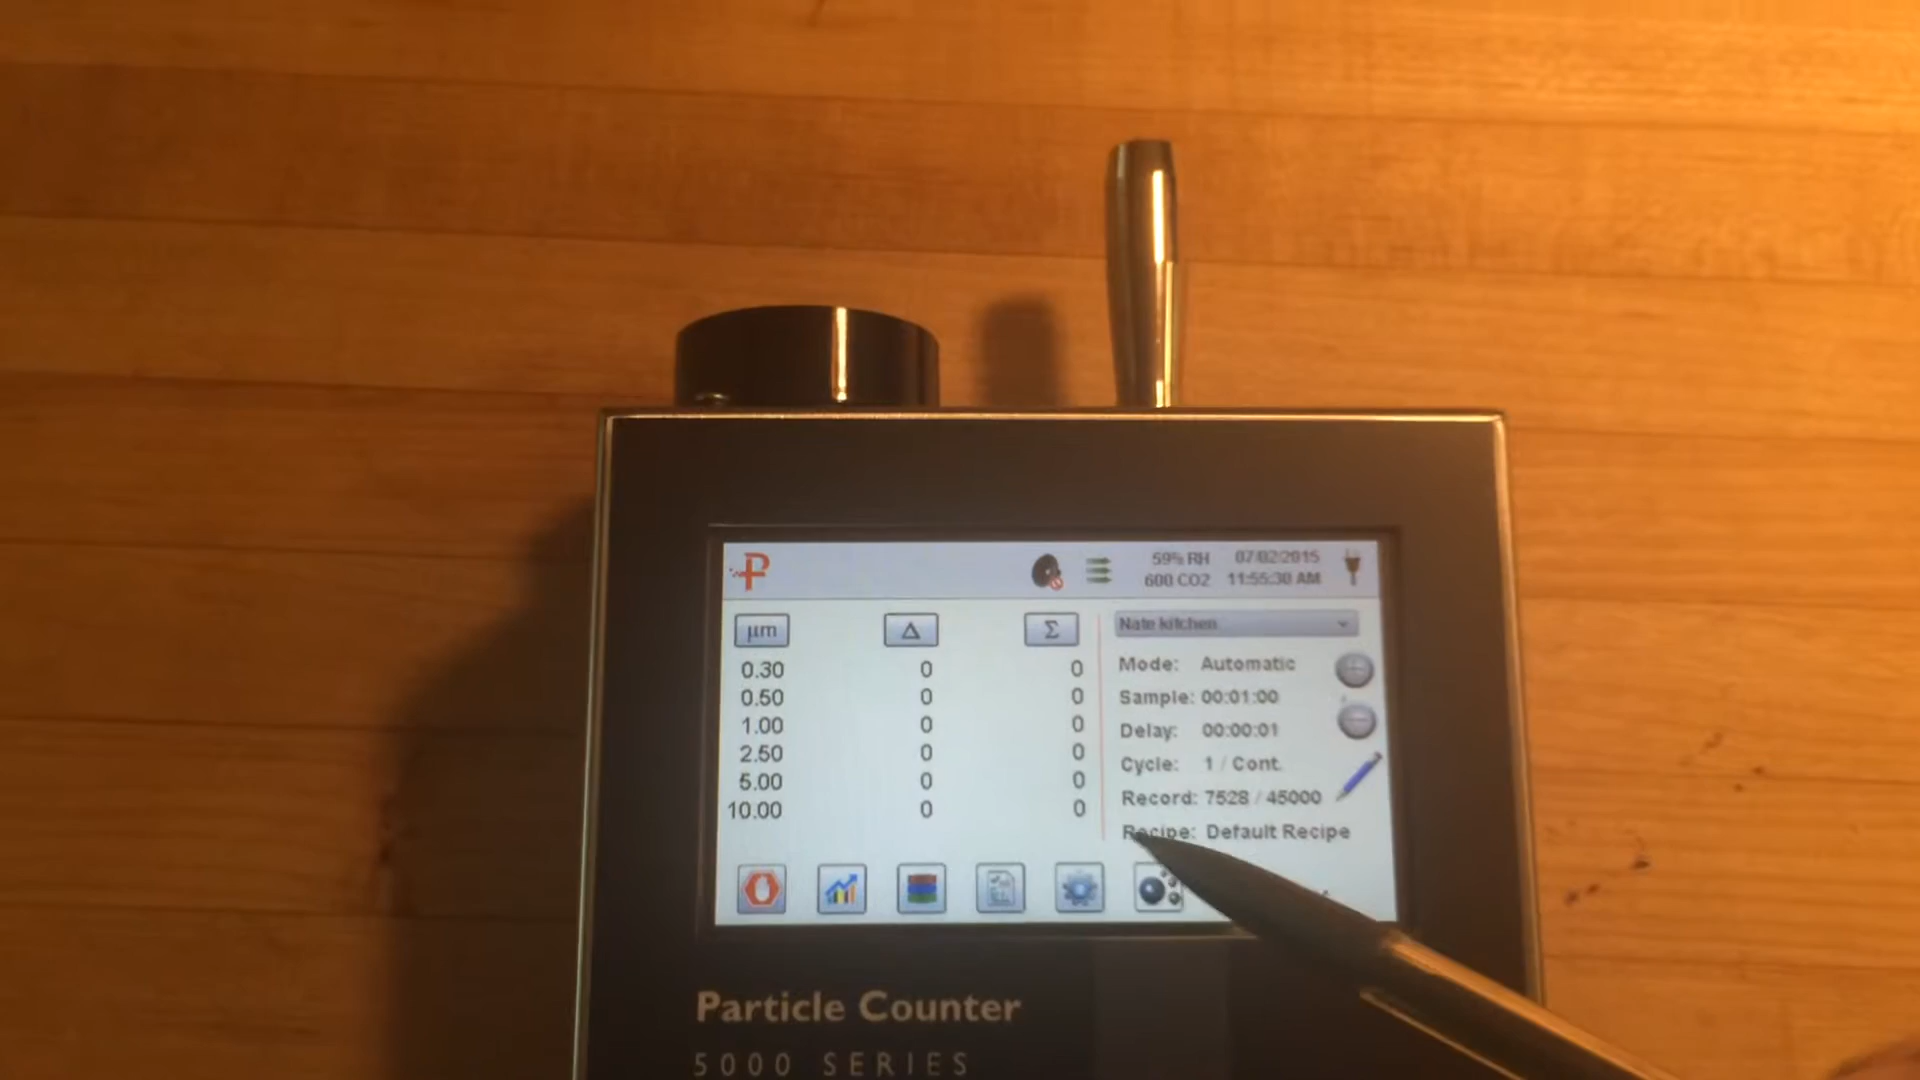 59% RH 07/02/2015
600 CO2 11:55:30 AM
µm Δ Σ Nate kitchen
0.30 0 0 Mode: Automatic
0.50 0 0 Sample: 00:01:00
1.00 0 0 Delay: 00:00:01
2.50 0 0 Cycle: 1 / Cont.
5.00 0 0 Record: 7528 / 45000
10.00 0 0 Recipe: Default Recipe
Particle Counter
5000 SERIES